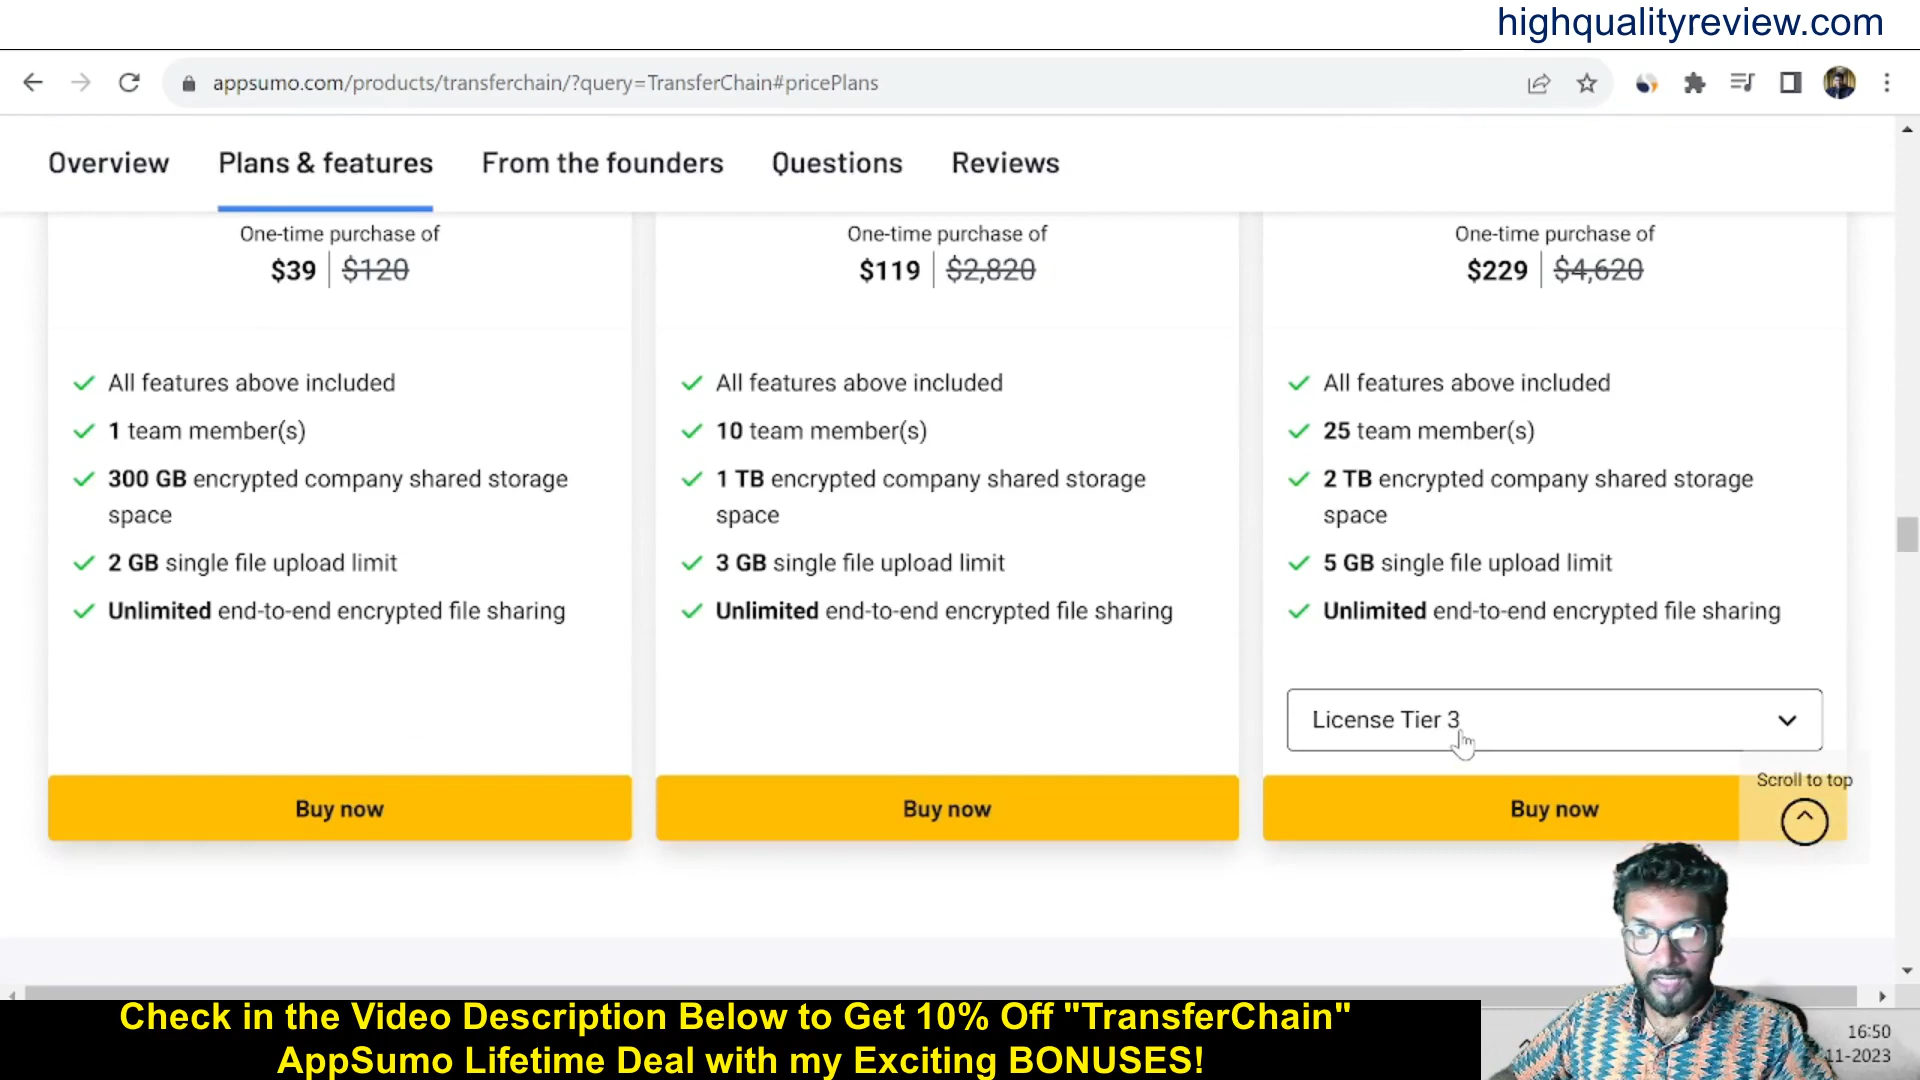 highqualityreview.com
appsumo.com/products/transferchain/?query=TransferChain#pricePlans
Overview
Plans & features
From the founders
Questions
Reviews
One-time purchase of
$39 | $120
All features above included
1 team member(s)
300 GB encrypted company shared storage
space
2 GB single file upload limit
Unlimited end-to-end encrypted file sharing
Buy now
One-time purchase of
$119 | $2,820
All features above included
10 team member(s)
1 TB encrypted company shared storage
space
3 GB single file upload limit
Unlimited end-to-end encrypted file sharing
Buy now
One-time purchase of
$229 | $4,620
All features above included
25 team member(s)
2 TB encrypted company shared storage
space
5 GB single file upload limit
Unlimited end-to-end encrypted file sharing
License Tier 3
Buy now
Scroll to top
Check in the Video Description Below to Get 10% Off "TransferChain"
AppSumo Lifetime Deal with my Exciting BONUSES!
16:50
11-2023